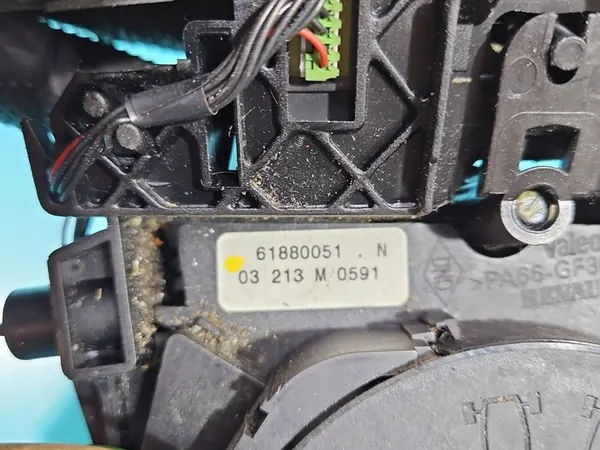 61880051 . N
03 213 M 0591
Valeo
>PA66-GF3
RENAU